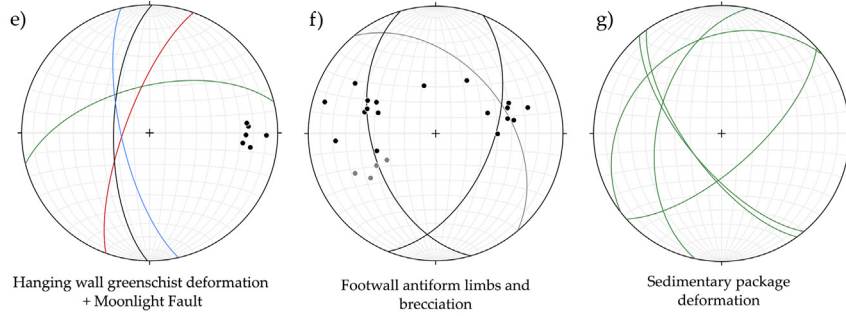 e)
f)
g)
Hanging wall greenschist deformation
+ Moonlight Fault
Footwall antiform limbs and
brecciation
Sedimentary package
deformation